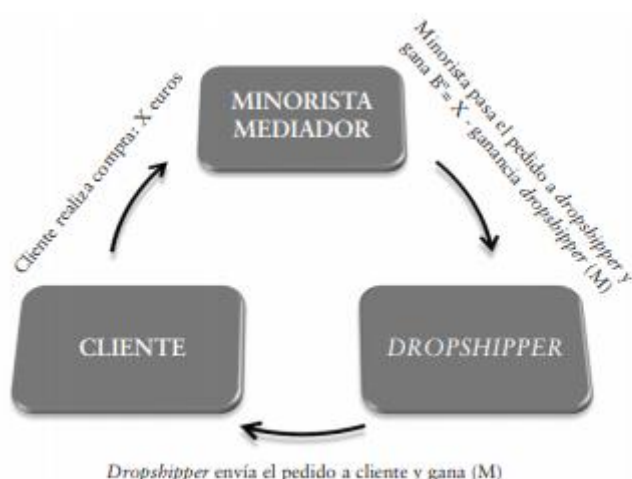 MINORISTA
MEDIADOR
Cliente realiza compra: X euros
Minorista pasa el pedido a dropshipper y
gana Bº = X - ganancia dropshipper (M)
CLIENTE
DROPSHIPPER
Dropshipper envía el pedido a cliente y gana (M)